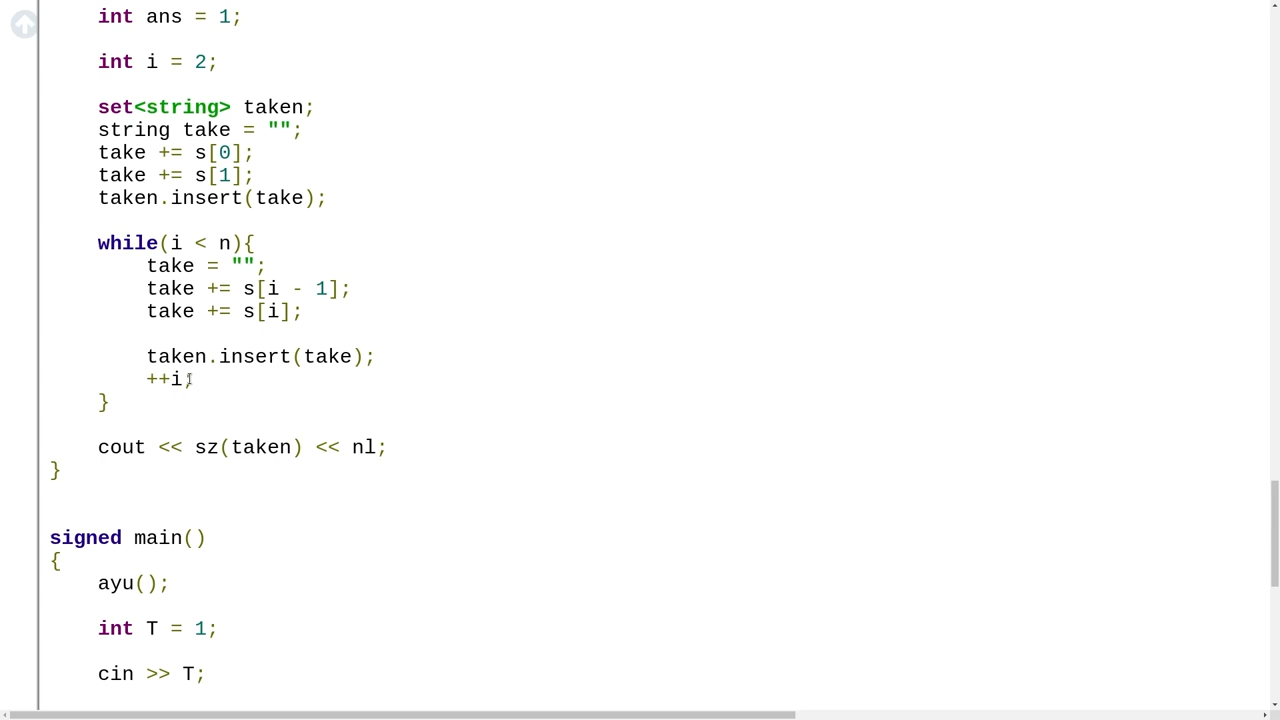 int ans = 1;
int i = 2;
set<string> taken;
string take = "";
take += s[0];
take += s[1];
taken.insert(take);
while(i < n){
take = "";
take += s[i - 1];
take += s[i];
taken.insert(take);
++i;
}
cout << sz(taken) << nl;
}
signed main()
{
ayu();
int T = 1;
cin >> T;